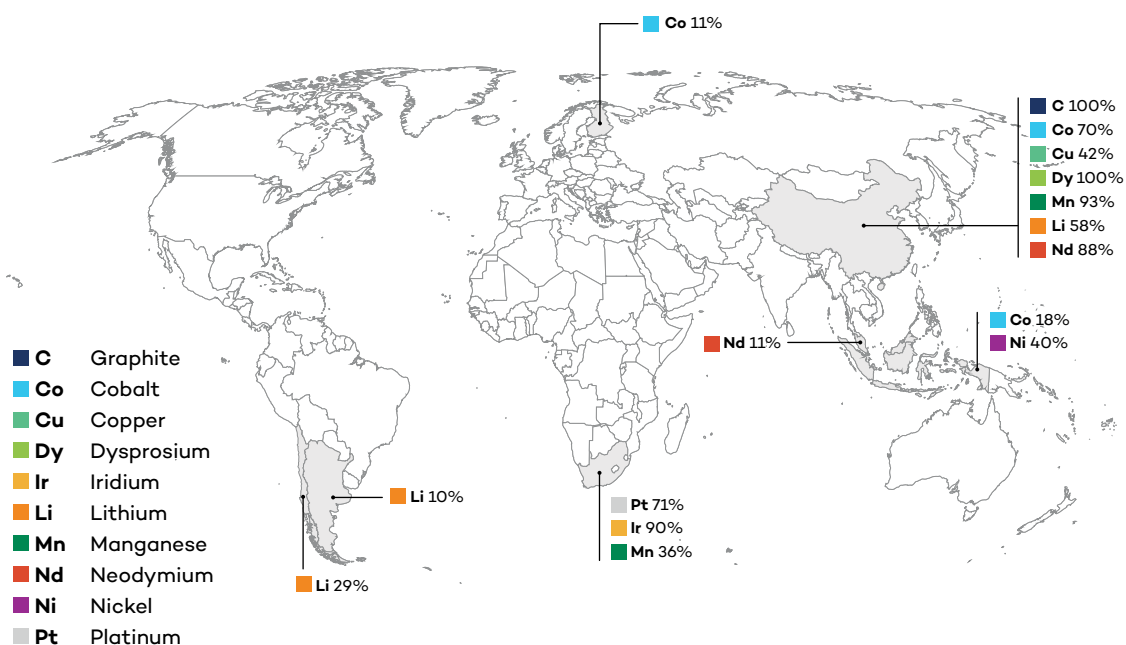 Co 11%
C 100%
Co 70%
Cu 42%
Dy 100%
Mn 93%
Li 58%
Nd 88%
Co 18%
Ni 40%
Nd 11%
C Graphite
Co Cobalt
Cu Copper
Dy Dysprosium
Ir Iridium
Li Lithium
Mn Manganese
Nd Neodymium
Ni Nickel
Pt Platinum
Li 10%
Li 29%
Pt 71%
Ir 90%
Mn 36%